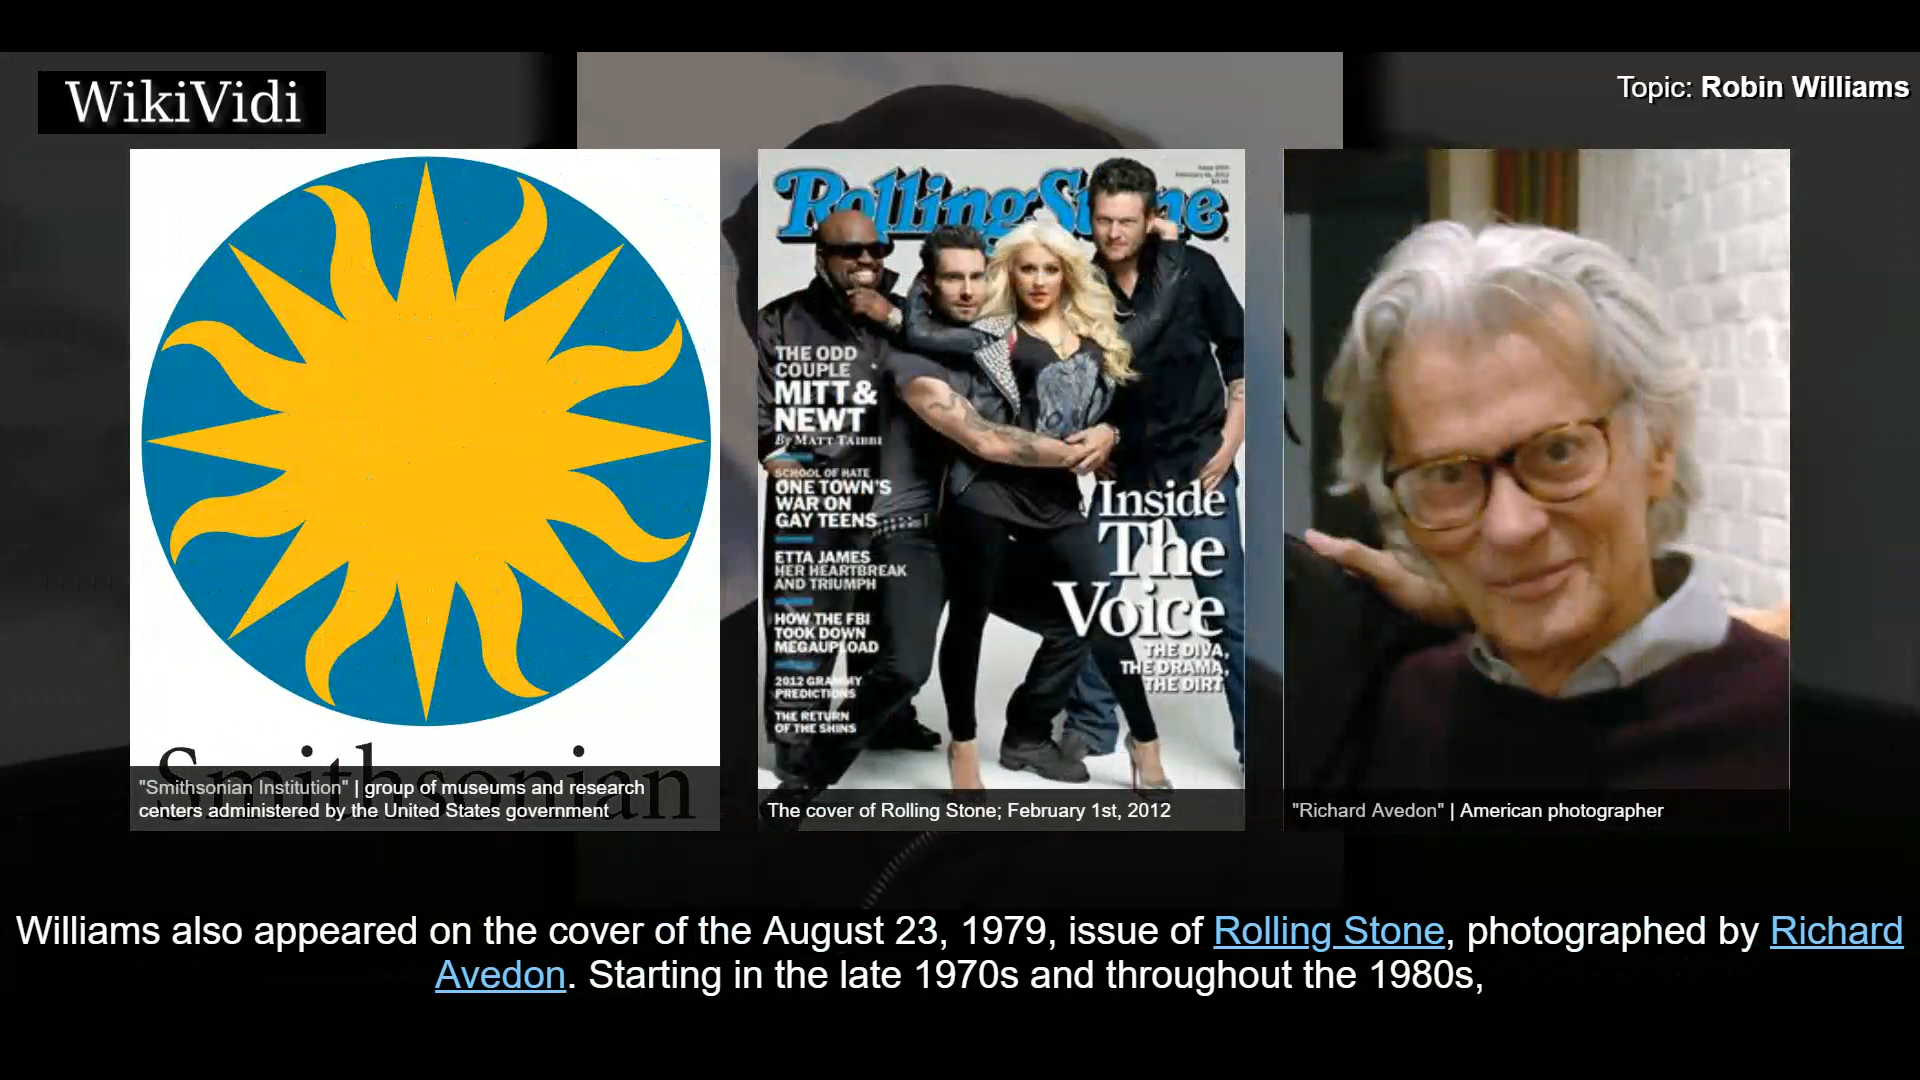 WikiVidi
Topic: Robin Williams
Smithsonian
"Smithsonian Institution" | group of museums and research
centers administered by the United States government
Rolling Stone
THE ODD
COUPLE
MITT &
NEWT
By MATT TAIBBI
SCHOOL OF HATE
ONE TOWN'S
WAR ON
GAY TEENS
ETTA JAMES
HER HEARTBREAK
AND TRIUMPH
HOW THE FBI
TOOK DOWN
MEGAUPLOAD
2012 GRAMMY
PREDICTIONS
THE RETURN
OF THE SHINS
Inside
The
Voice
THE DIVA,
THE DRAMA,
THE DIRT
The cover of Rolling Stone; February 1st, 2012
"Richard Avedon" | American photographer
Williams also appeared on the cover of the August 23, 1979, issue of Rolling Stone, photographed by Richard
Avedon. Starting in the late 1970s and throughout the 1980s,